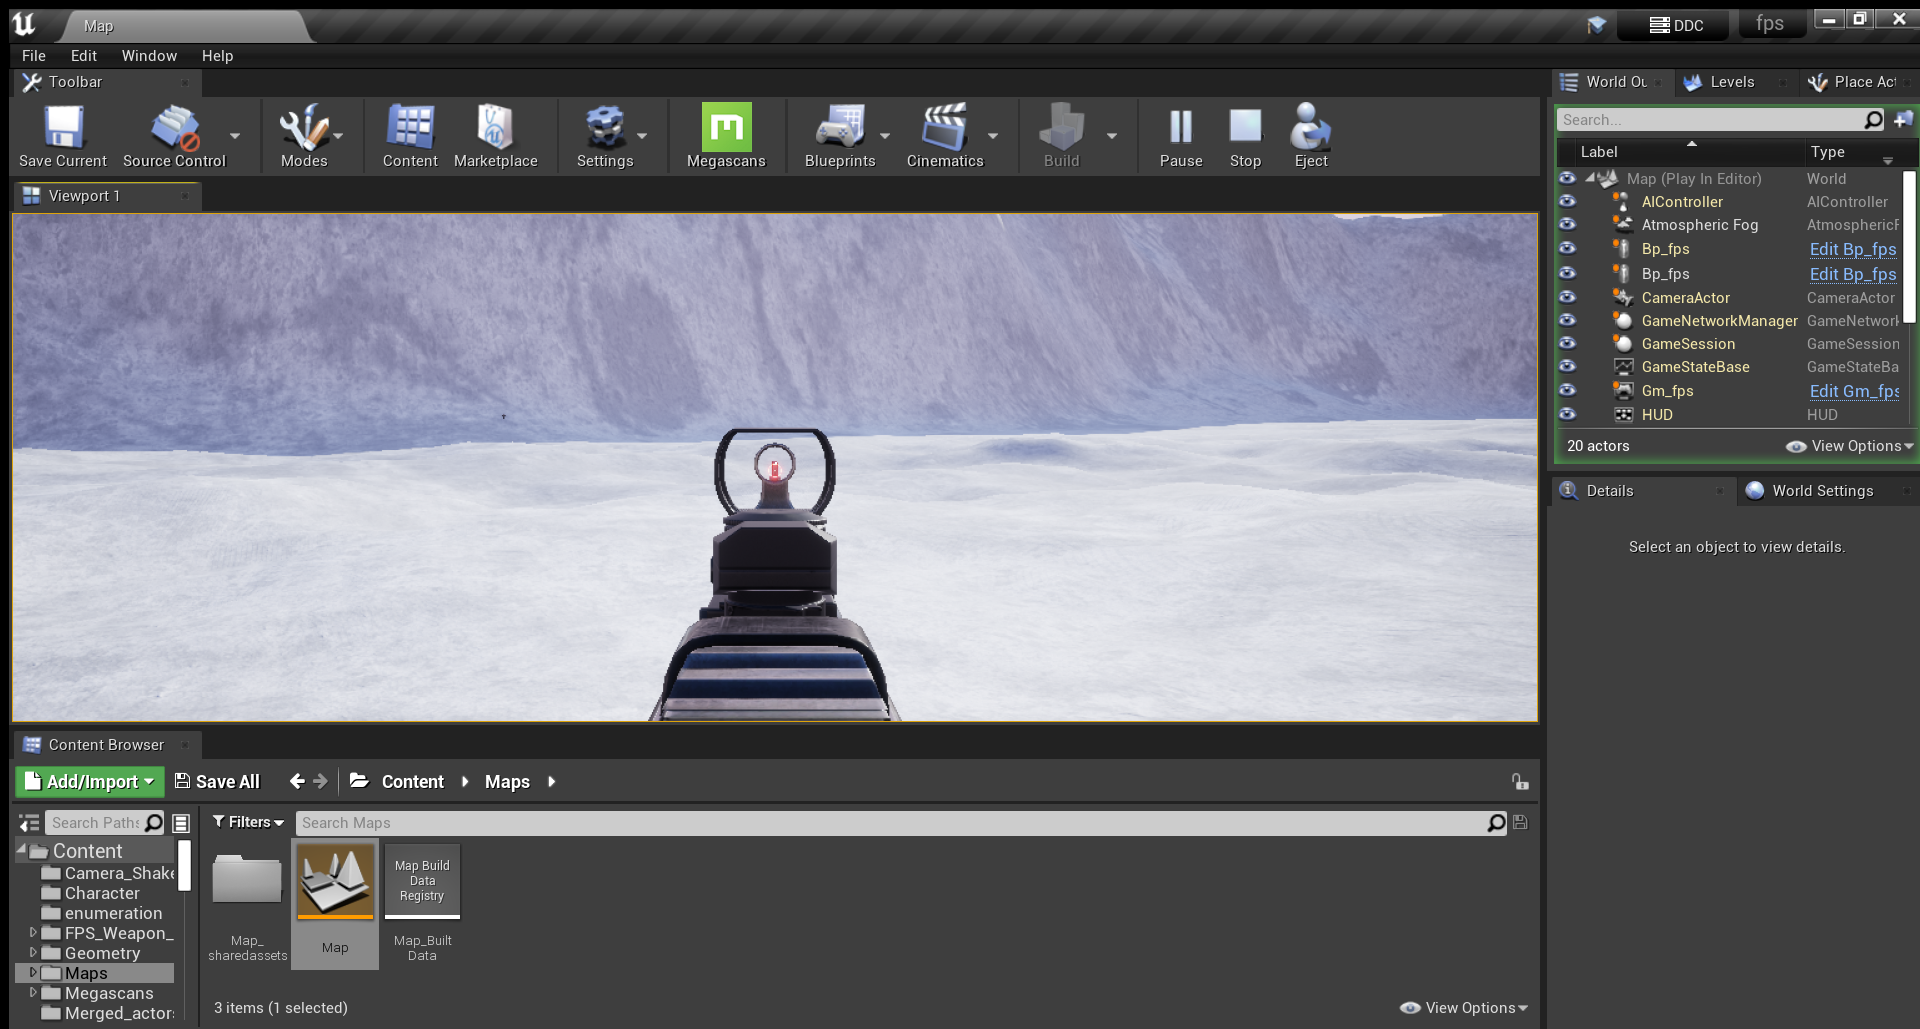 Map
DDC
fps
File Edit Window Help
Toolbar
Save Current
Source Control
Modes
Content
Marketplace
Settings
Megascans
Blueprints
Cinematics
Build
Pause
Stop
Eject
Viewport 1
World Ou
Levels
Place Act
Search...
Label Type
Map (Play In Editor) World
AIController AIController
Atmospheric Fog AtmosphericF
Bp_fps Edit Bp_fps
Bp_fps Edit Bp_fps
CameraActor CameraActor
GameNetworkManager GameNetwork
GameSession GameSession
GameStateBase GameStateBa
Gm_fps Edit Gm_fps
HUD HUD
20 actors
View Options
Details
World Settings
Select an object to view details.
Content Browser
Add/Import
Save All
Content
Maps
Search Paths
Filters
Search Maps
Content
Camera_Shake
Character
enumeration
FPS_Weapon_
Geometry
Maps
Megascans
Merged_actors
Map_
sharedassets
Map
Map Build
Data
Registry
Map_Built
Data
3 items (1 selected)
View Options